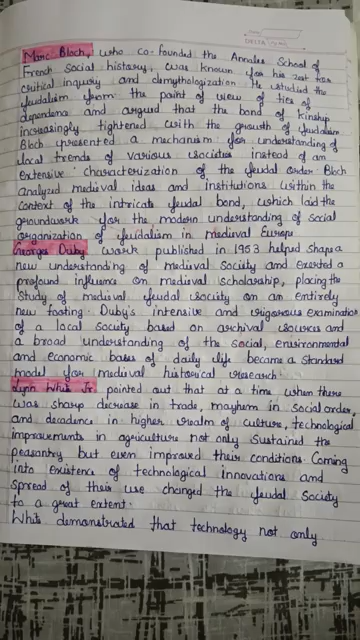 DELTA
Marc Bloch, who co-founded the Annales School of
French social history, was known for his zest for
critical inquiry and demythologization. He studied the
feudalism from the point of view of ties of
dependena and argued that the bond of kinship
increasingly tightened with the growth of feudalism
Bloch presented a mechanism for understanding of
local trends of various societies instead of an
extensive characterization of the feudal order Bloch
analyzed medieval ideas and institutions within the
context of the intricate feudal bond, which laid the
groundwork for the modern understanding of social
organization of feudalism in medieval Europe
Georges Duby work published in 1953 helped shape a
new understanding of medieval Society and exerted a
profound influence on medieval scholarship, placing the
study of medieval feudal society on an entirely
new footing. Duby's intensive and rigorous examination
of a local society based on archival sources and
a broad understanding of the social, environmental
and economic bases of daily life became a standard
model for medieval historical research.
Lynn White Jr. pointed out that at a time when there
was sharp decrease in trade, mayhem in social order,
and decadence in higher realm of culture, technological
improvements in agriculture not only sustained the
peasantry but even improved their conditions. Coming
into existence of technological innovations and
spread of their use changed the feudal Society
to a great extent.
White demonstrated that technology not only